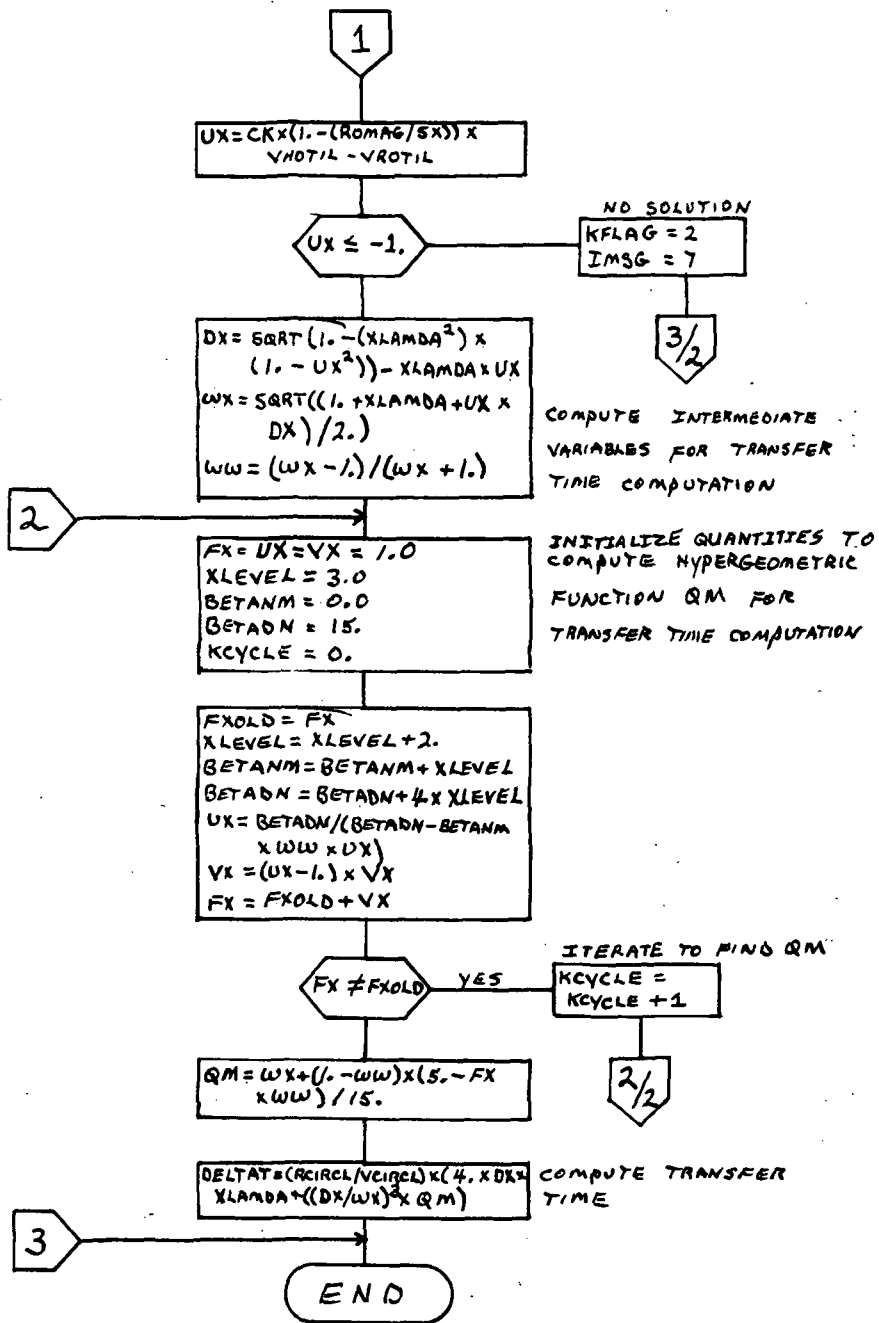 1
UX = CK x (1. - (ROMAG/SX)) x
VHOTIL - VROTIL
UX ≤ -1.
NO SOLUTION
KFLAG = 2
IMSG = 7
3/2
DX = SQRT (1. - (XLAMDA²) x
(1. - UX²)) - XLAMDA x UX
WX = SQRT((1. + XLAMDA + UX x
DX) /2.)
WW = (WX - 1.) / (WX + 1.)
COMPUTE INTERMEDIATE
VARIABLES FOR TRANSFER
TIME COMPUTATION
2
FX = UX = VX = 1.0
XLEVEL = 3.0
BETANM = 0.0
BETADN = 15.
KCYCLE = 0.
INITIALIZE QUANTITIES TO
COMPUTE HYPERGEOMETRIC
FUNCTION QM FOR
TRANSFER TIME COMPUTATION
FXOLD = FX
XLEVEL = XLEVEL + 2.
BETANM = BETANM + XLEVEL
BETADN = BETADN + 4 x XLEVEL
UX = BETADN/(BETADN - BETANM
x WW x UX)
VX = (UX - 1.) x VX
FX = FXOLD + VX
FX ≠ FXOLD
YES
ITERATE TO FIND QM
KCYCLE =
KCYCLE + 1
2/2
QM = WX + (1. - WW) x (5. - FX
x WW) / 15.
DELTAT = (RCIRCL/VCIRCL) x (4. x DX x
XLAMDA + ((DX/WX)³ x QM)
COMPUTE TRANSFER
TIME
3
END